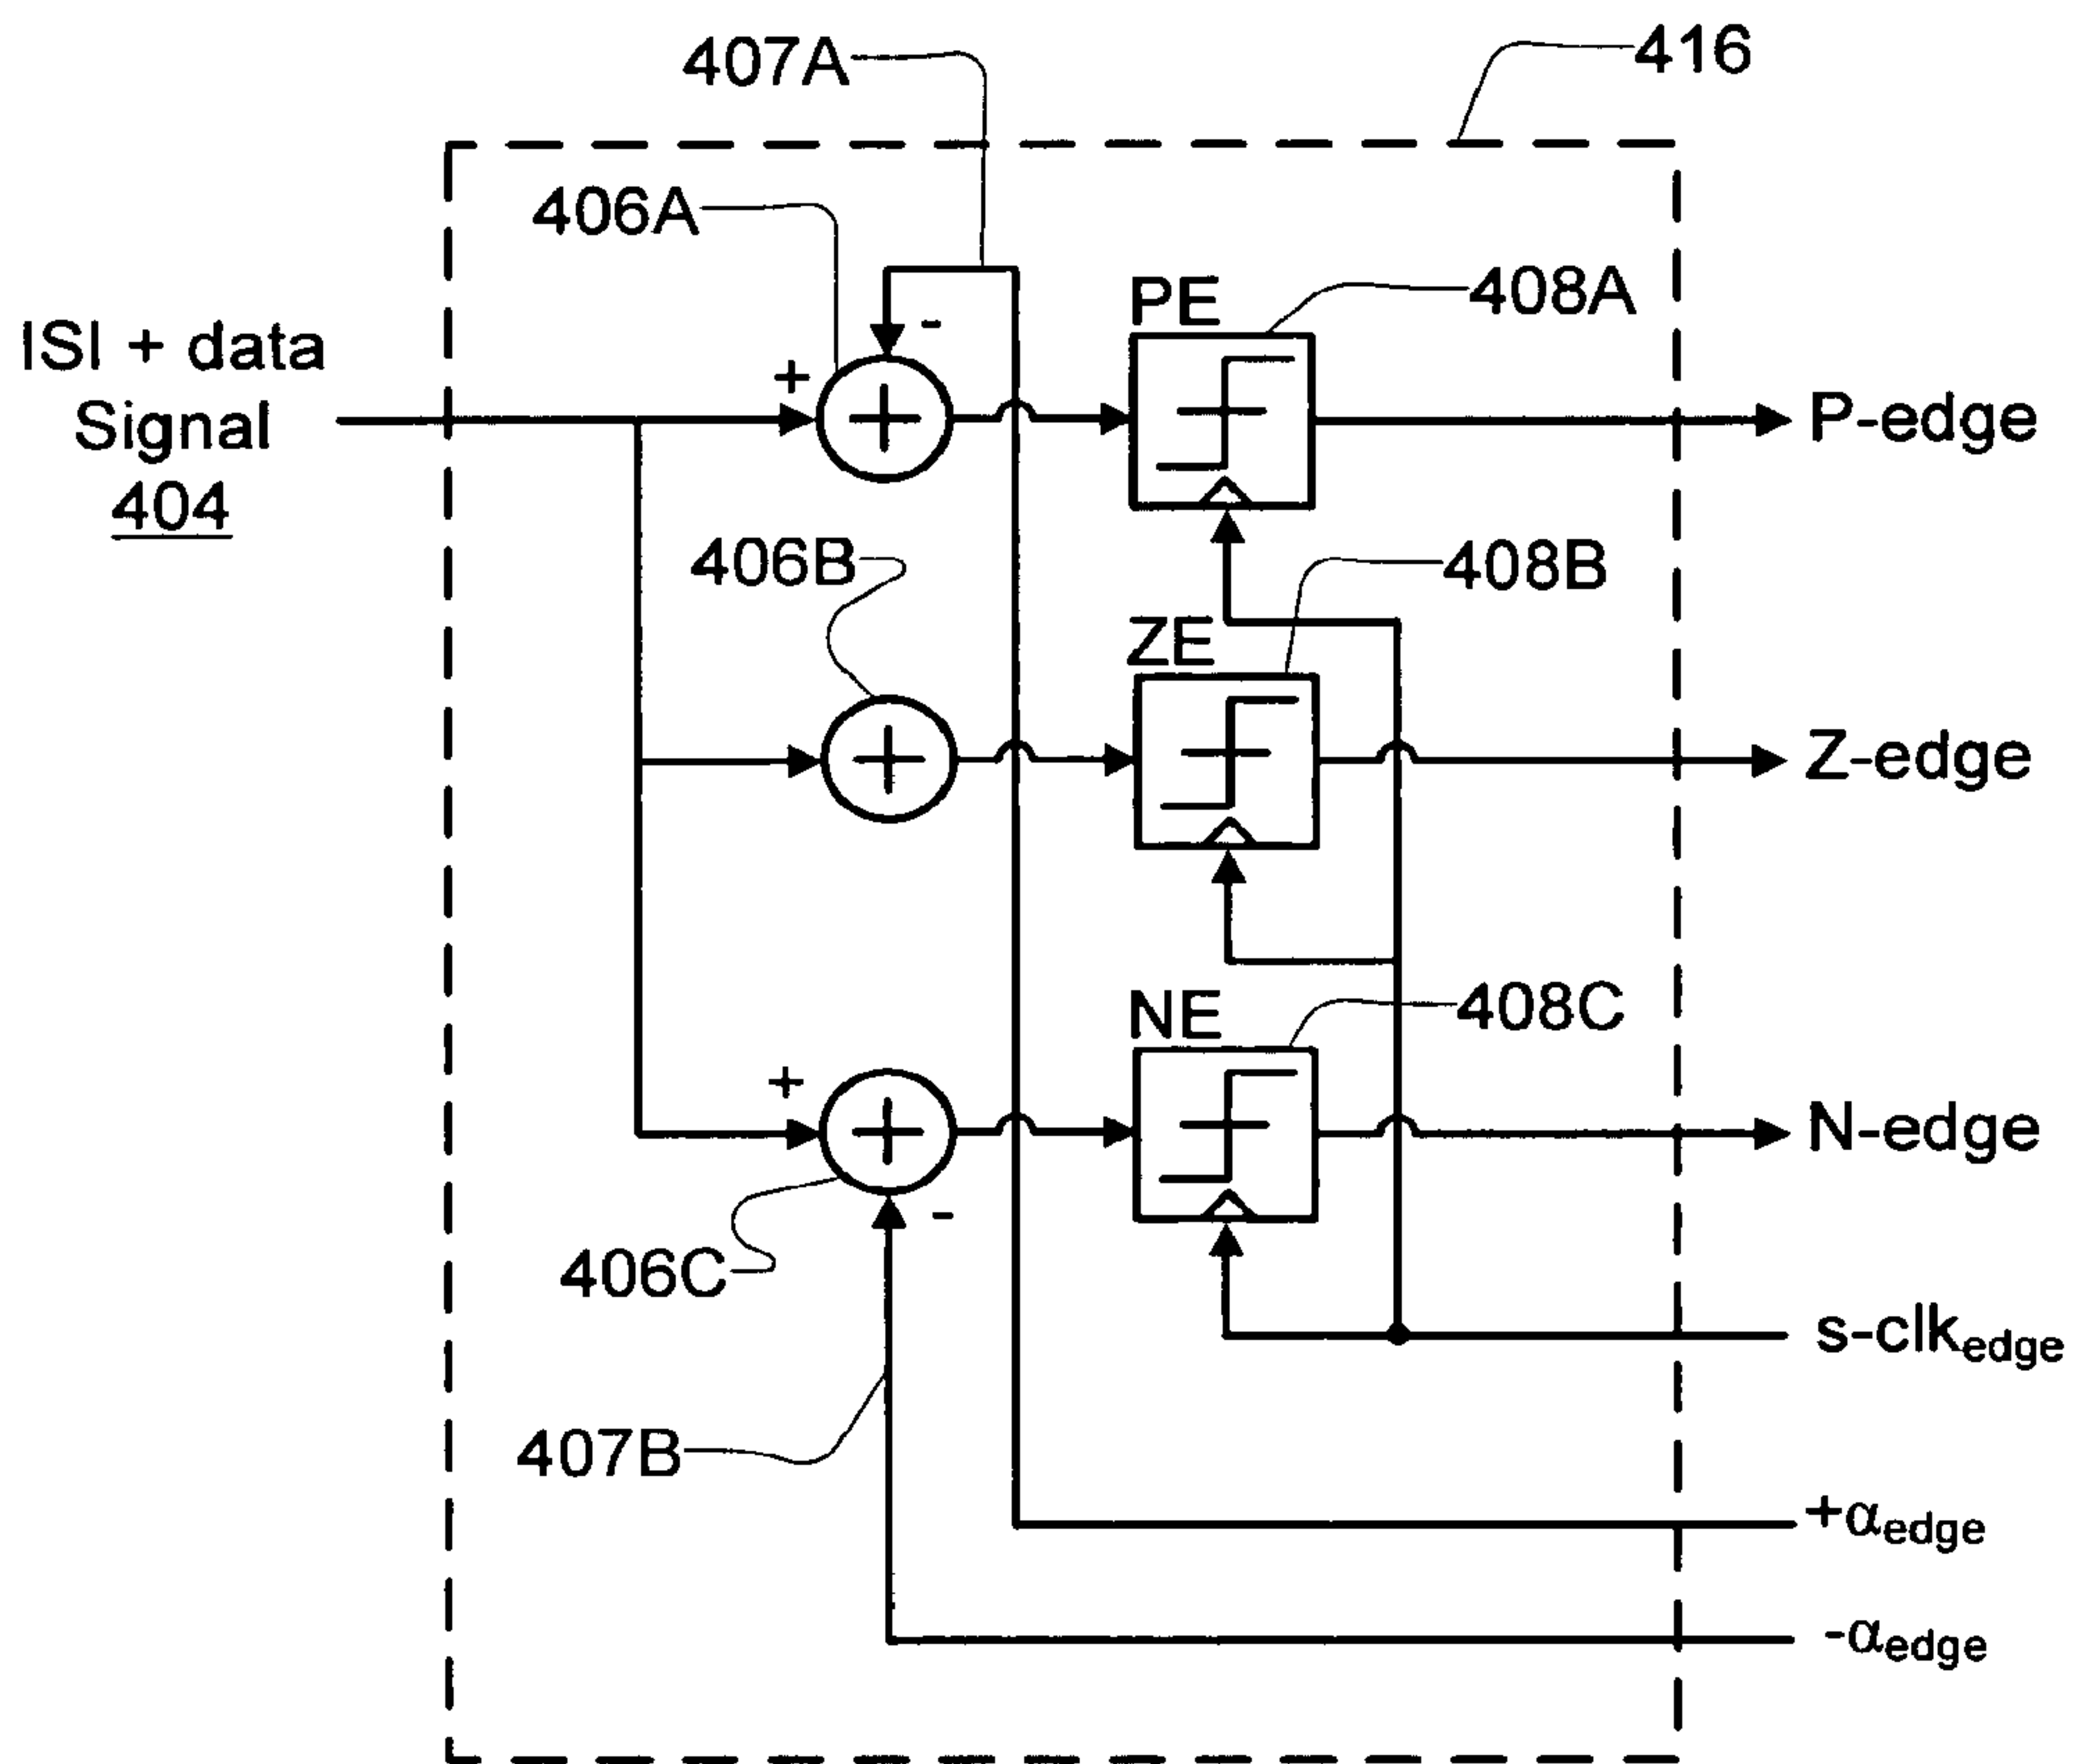 407A
416
406A
PE
408A
ISI + data
Signal
404
-
+
+
P-edge
406B
408B
ZE
+
Z-edge
NE
408C
+
+
N-edge
-
406C
s-clkedge
407B
+αedge
-αedge